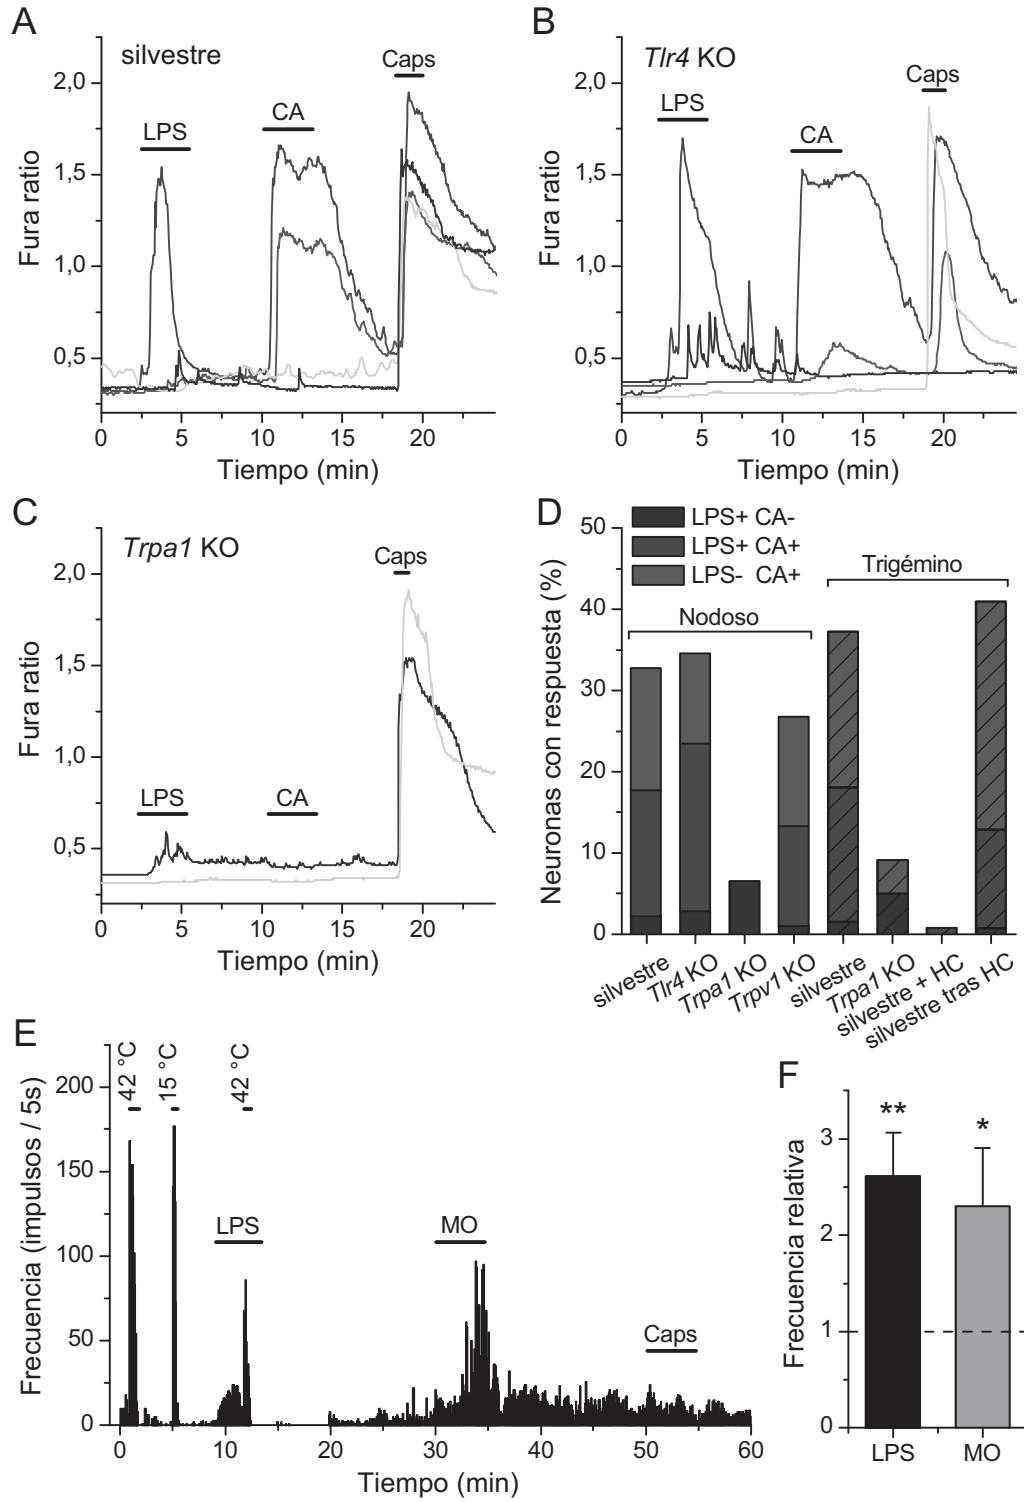 A
silvestre
LPS
CA
Caps
2,0
1,5
1,0
0,5
Fura ratio
0 5 10 15 20
Tiempo (min)
B
Tlr4 KO
LPS
CA
Caps
2,0
1,5
1,0
0,5
Fura ratio
0 5 10 15 20
Tiempo (min)
C
Trpa1 KO
LPS
CA
Caps
2,0
1,5
1,0
0,5
Fura ratio
0 5 10 15 20
Tiempo (min)
D
LPS+ CA-
LPS+ CA+
LPS- CA+
Nodoso
Trigémino
50
40
30
20
10
0
Neuronas con respuesta (%)
silvestre
Tlr4 KO
Trpa1 KO
Trpv1 KO
silvestre
Trpa1 KO
silvestre + HC
silvestre tras HC
E
42 °C
15 °C
42 °C
LPS
MO
Caps
200
150
100
50
0
Frecuencia (impulsos / 5s)
0 10 20 30 40 50 60
Tiempo (min)
F
**
*
3
2
1
0
Frecuencia relativa
LPS MO